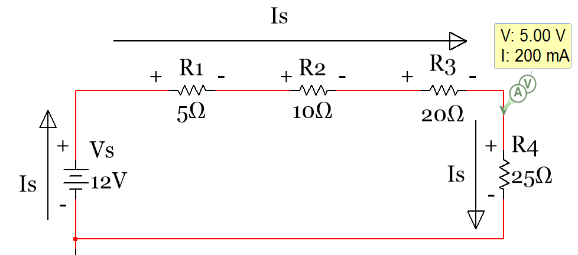 Is
V: 5.00 V
I: 200 mA
+ R1 -
+ R2 -
+ R3 -
A V
5Ω
10Ω
20Ω
+ Vs
Is
12V
-
Is
+ R4
25Ω
-